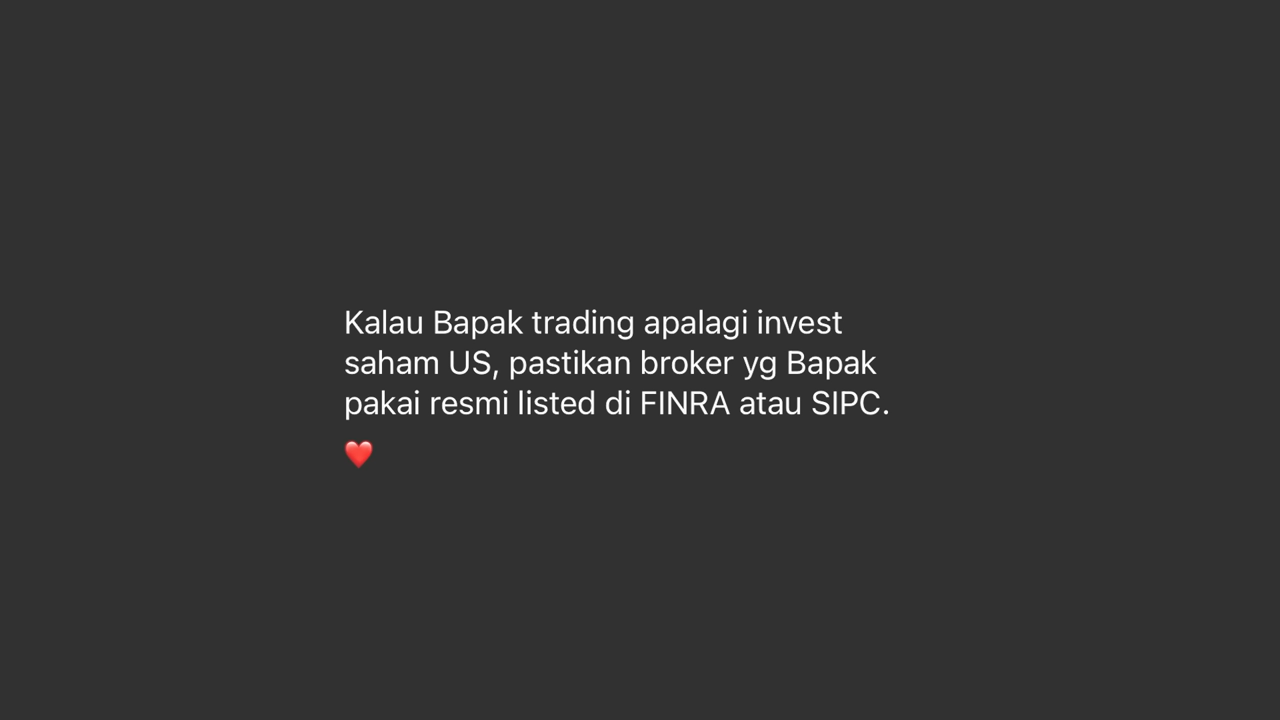 Kalau Bapak trading apalagi invest
saham US, pastikan broker yg Bapak
pakai resmi listed di FINRA atau SIPC.
❤️